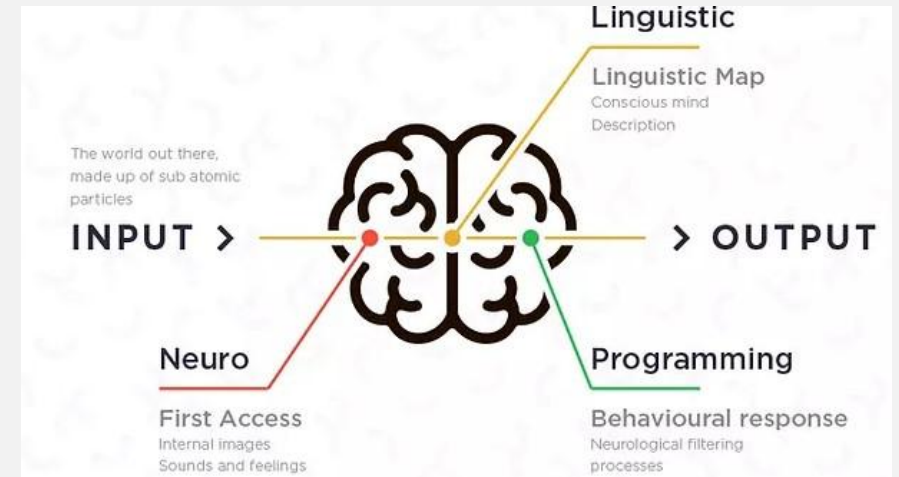 Linguistic
Linguistic Map
Conscious mind
Description
The world out there,
made up of sub atomic
particles
INPUT
OUTPUT
Neuro
First Access
Internal images
Sounds and feelings
Programming
Behavioural response
Neurological filtering
processes